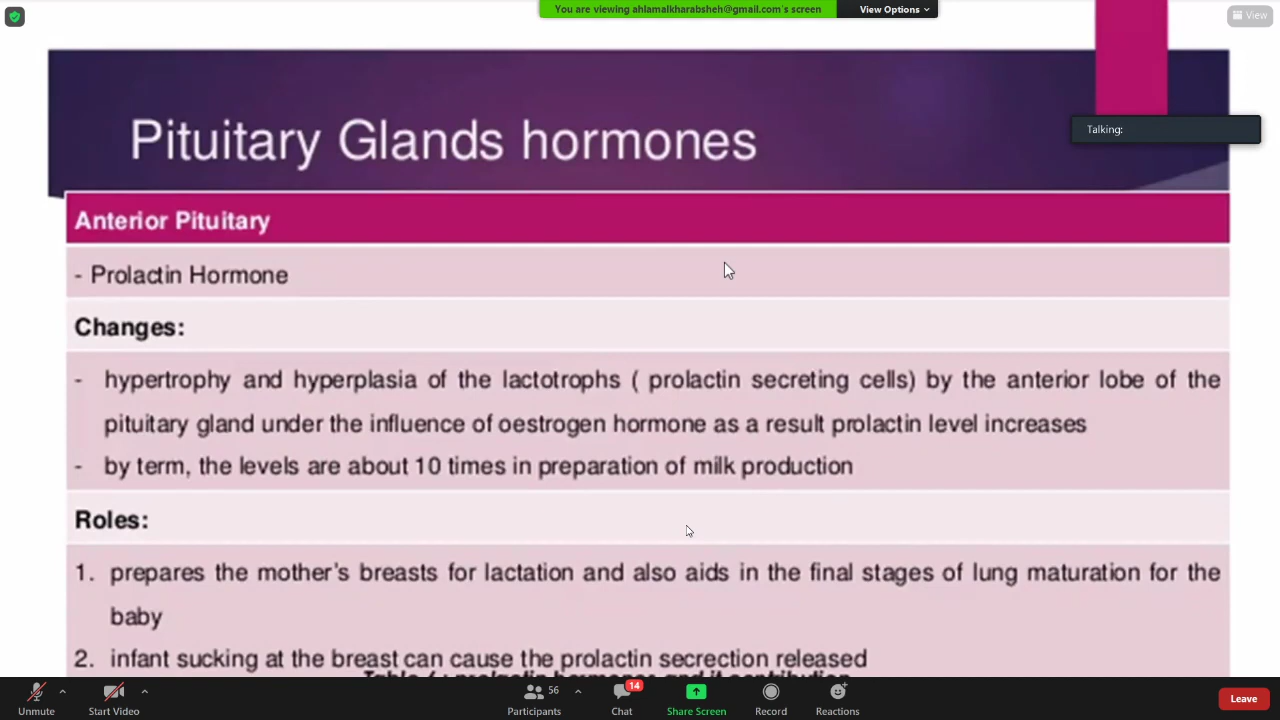 You are viewing ahlamalkharabsheh@gmail.com's screen
View Options
View
Pituitary Glands hormones
Talking:
Anterior Pituitary
- Prolactin Hormone
Changes:
- hypertrophy and hyperplasia of the lactotrophs ( prolactin secreting cells) by the anterior lobe of the
pituitary gland under the influence of oestrogen hormone as a result prolactin level increases
- by term, the levels are about 10 times in preparation of milk production
Roles:
1. prepares the mother's breasts for lactation and also aids in the final stages of lung maturation for the
baby
2. infant sucking at the breast can cause the prolactin secrection released
Unmute
Start Video
Participants
56
Chat
14
Share Screen
Record
Reactions
Leave